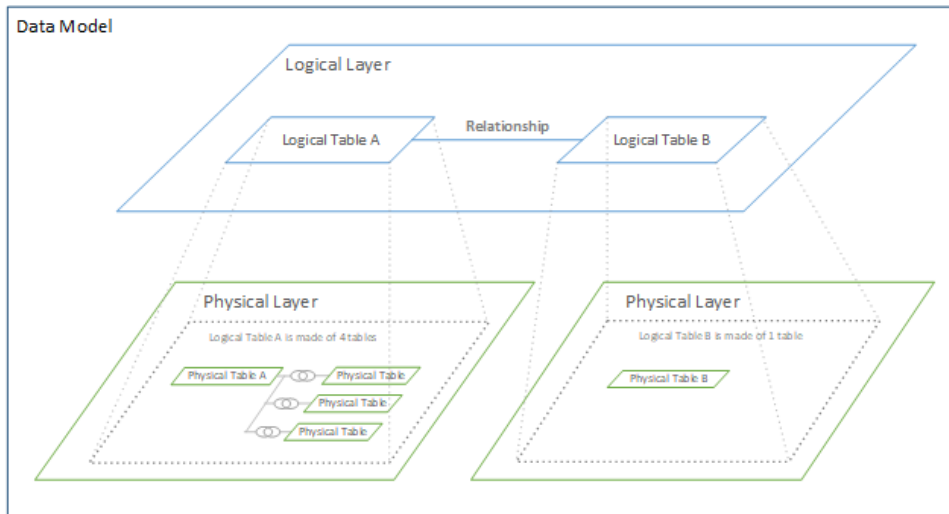 Data Model
Logical Layer
Logical Table A
Relationship
Logical Table B
Physical Layer
Logical Table A is made of 4 tables
Physical Table A
Physical Table
Physical Table
Physical Table
Physical Layer
Logical Table B is made of 1 table
Physical Table B